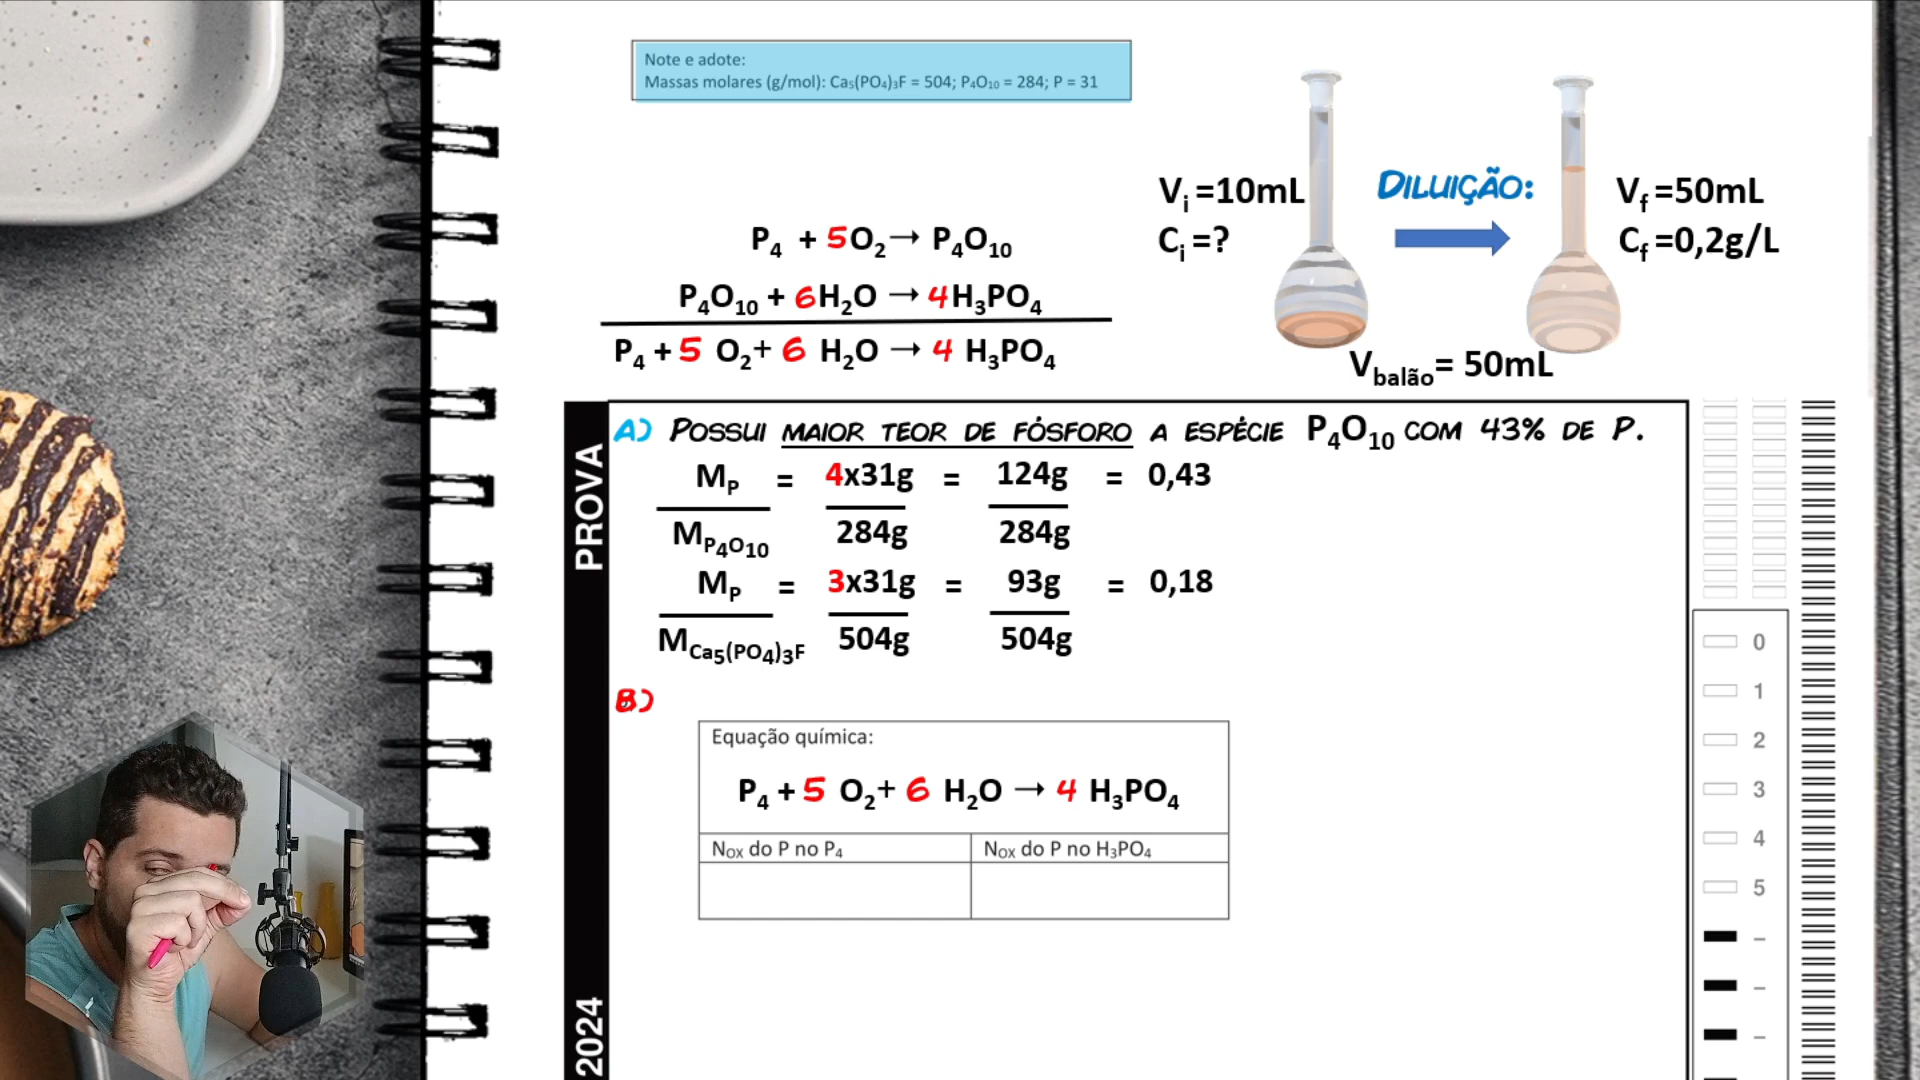 Note e adote:
Massas molares (g/mol): Ca₅(PO₄)₃F = 504; P₄O₁₀ = 284; P = 31
P₄ + 5O₂→ P₄O₁₀
P₄O₁₀ + 6H₂O → 4H₃PO₄
P₄ + 5 O₂+ 6 H₂O → 4 H₃PO₄
Vᵢ =10mL
Cᵢ =?
DILUIÇÃO:
V_f =50mL
C_f =0,2g/L
V_balão = 50mL
PROVA
2024
A) POSSUI MAIOR TEOR DE FÓSFORO A ESPÉCIE P₄O₁₀ COM 43% DE P.
M_P = 4x31g = 124g = 0,43
M_P₄O₁₀ 284g 284g
M_P = 3x31g = 93g = 0,18
M_Ca₅(PO₄)₃F 504g 504g
B)
Equação química:
P₄ + 5 O₂+ 6 H₂O → 4 H₃PO₄
Nox do P no P₄
Nox do P no H₃PO₄
0
1
2
3
4
5
–
–
–